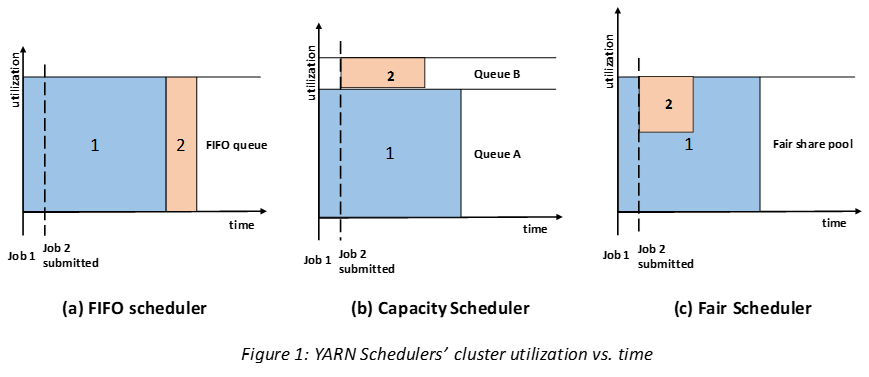 utilization
1
2
FIFO queue
time
Job 1
Job 2
submitted
(a) FIFO scheduler
utilization
2
Queue B
1
Queue A
time
Job 1
Job 2
submitted
(b) Capacity Scheduler
utilization
2
1
Fair share pool
time
Job 1
Job 2
submitted
(c) Fair Scheduler
Figure 1: YARN Schedulers’ cluster utilization vs. time